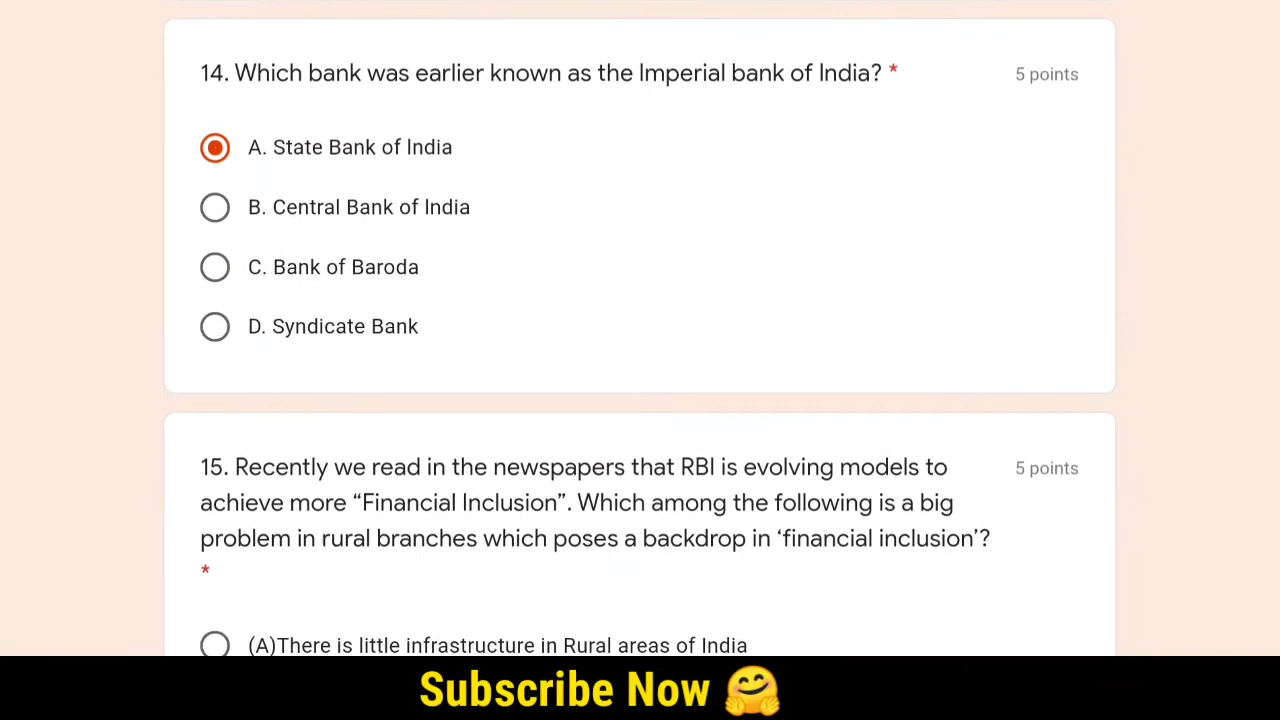 14. Which bank was earlier known as the Imperial bank of India? *
5 points
A. State Bank of India
B. Central Bank of India
C. Bank of Baroda
D. Syndicate Bank
15. Recently we read in the newspapers that RBI is evolving models to
5 points
achieve more “Financial Inclusion”. Which among the following is a big
problem in rural branches which poses a backdrop in ‘financial inclusion’?
*
(A)There is little infrastructure in Rural areas of India
Subscribe Now 🤗